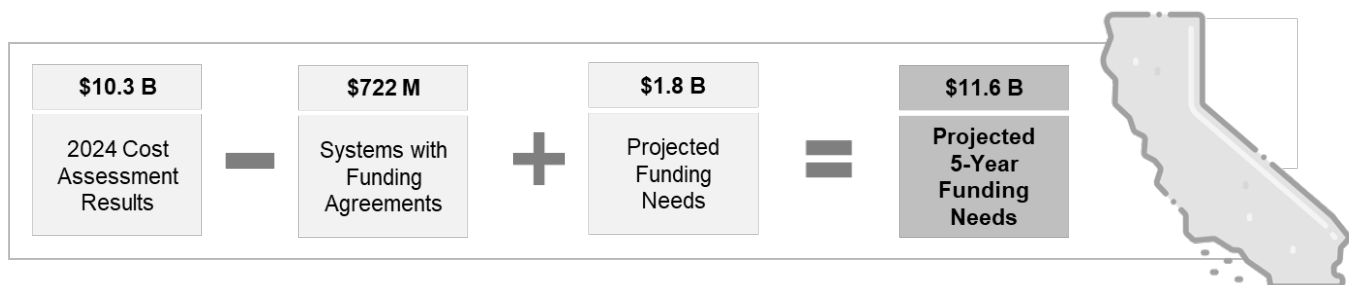 $10.3 B
2024 Cost
Assessment
Results
$722 M
Systems with
Funding
Agreements
$1.8 B
Projected
Funding
Needs
$11.6 B
Projected
5-Year
Funding
Needs